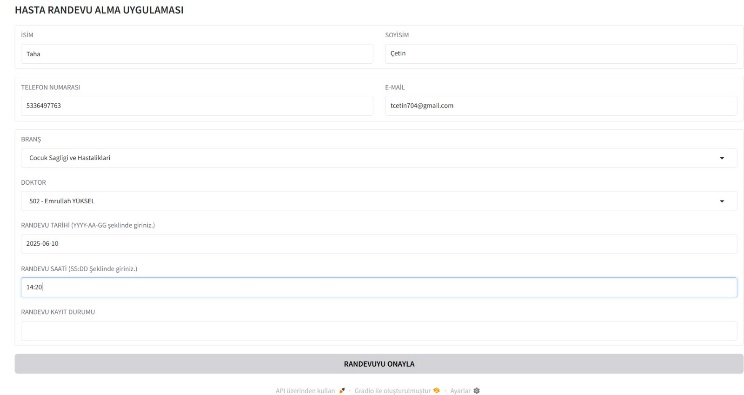 HASTA RANDEVU ALMA UYGULAMASI
İSİM
SOYİSİM
Taha
Çetin
TELEFON NUMARASI
E-MAİL
5336497763
tcetin704@gmail.com
BRANŞ
Cocuk Sagligi ve Hastaliklari
DOKTOR
502 - Emrullah YUKSEL
RANDEVU TARİHİ (YYYY-AA-GG şeklinde giriniz.)
2025-06-10
RANDEVU SAATİ (SS:DD Şeklinde giriniz.)
14:20
RANDEVU KAYIT DURUMU
RANDEVUYU ONAYLA
API üzerinden kullan · Gradio ile oluşturulmuştur · Ayarlar